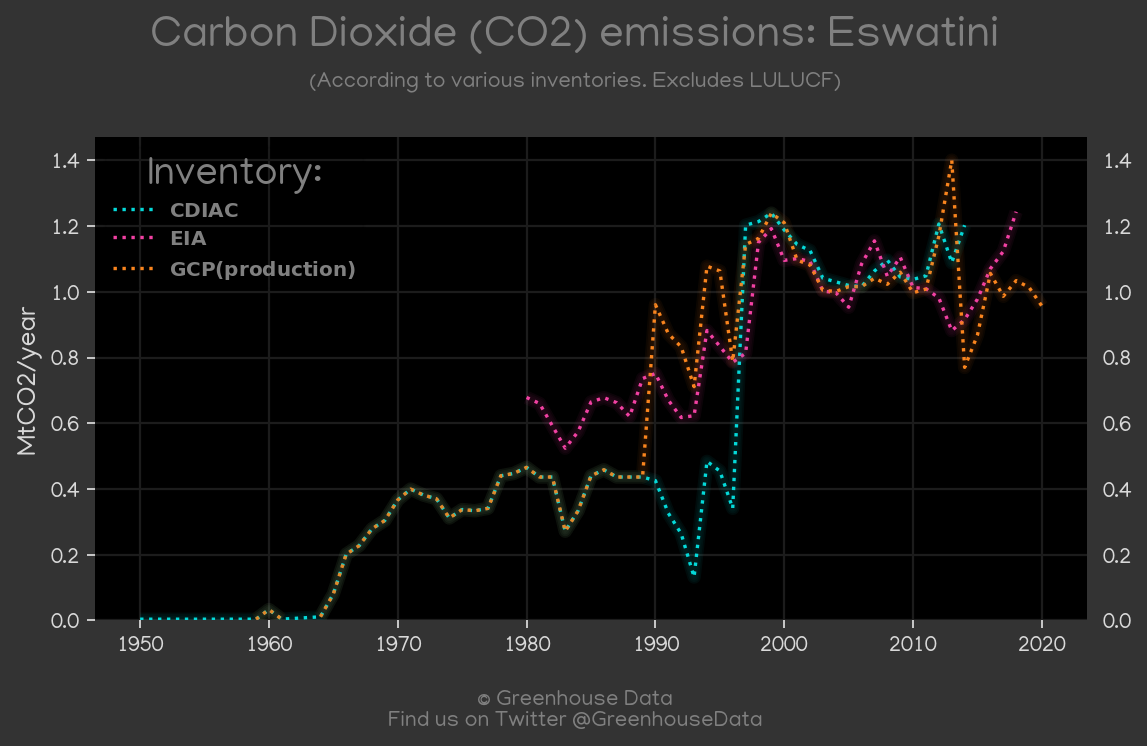 Carbon Dioxide (CO2) emissions: Eswatini
(According to various inventories. Excludes LULUCF)
Inventory:
CDIAC
EIA
GCP(production)
MtCO2/year
1.4
1.2
1.0
0.8
0.6
0.4
0.2
0.0
1.4
1.2
1.0
0.8
0.6
0.4
0.2
0.0
1950 1960 1970 1980 1990 2000 2010 2020
© Greenhouse Data
Find us on Twitter @GreenhouseData